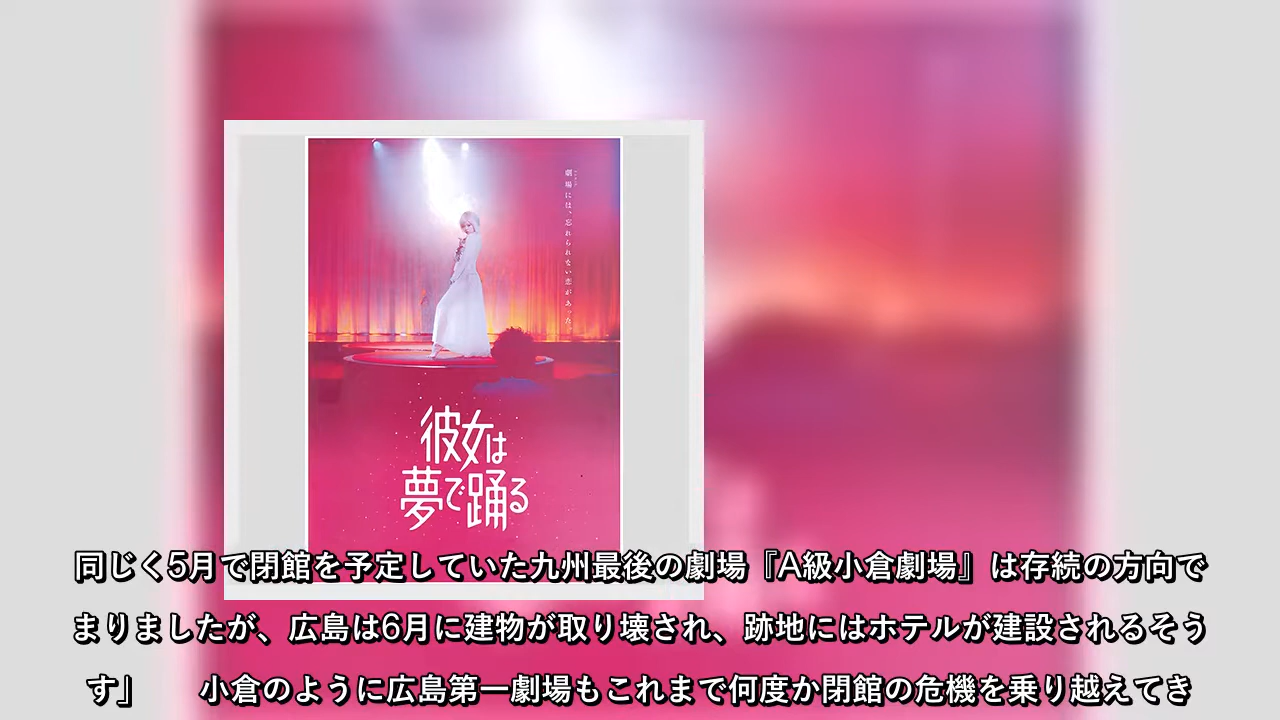 劇場には、忘れられない恋があった。
彼女は
夢で踊る
同じく5月で閉館を予定していた九州最後の劇場『A級小倉劇場』は存続の方向で
まりましたが、広島は6月に建物が取り壊され、跡地にはホテルが建設されるそう
す」　　小倉のように広島第一劇場もこれまで何度か閉館の危機を乗り越えてき